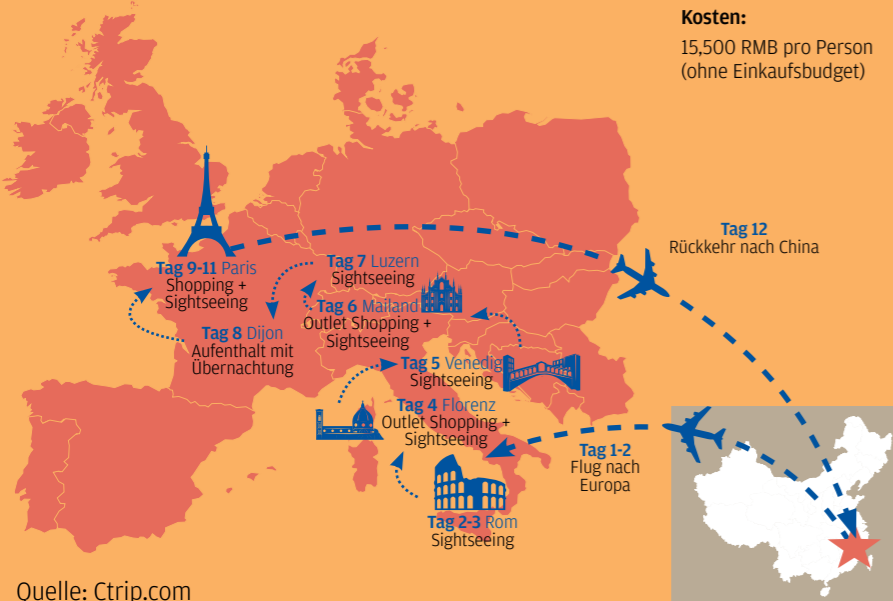 Kosten:
15,500 RMB pro Person
(ohne Einkaufsbudget)
Tag 12
Rückkehr nach China
Tag 9-11 Paris
Shopping +
Sightseeing
Tag 7 Luzern
Sightseeing
Tag 6 Mailand
Outlet Shopping +
Sightseeing
Tag 8 Dijon
Aufenthalt mit
Übernachtung
Tag 5 Venedig
Sightseeing
Tag 4 Florenz
Outlet Shopping +
Sightseeing
Tag 1-2
Flug nach
Europa
Tag 2-3 Rom
Sightseeing
Quelle: Ctrip.com